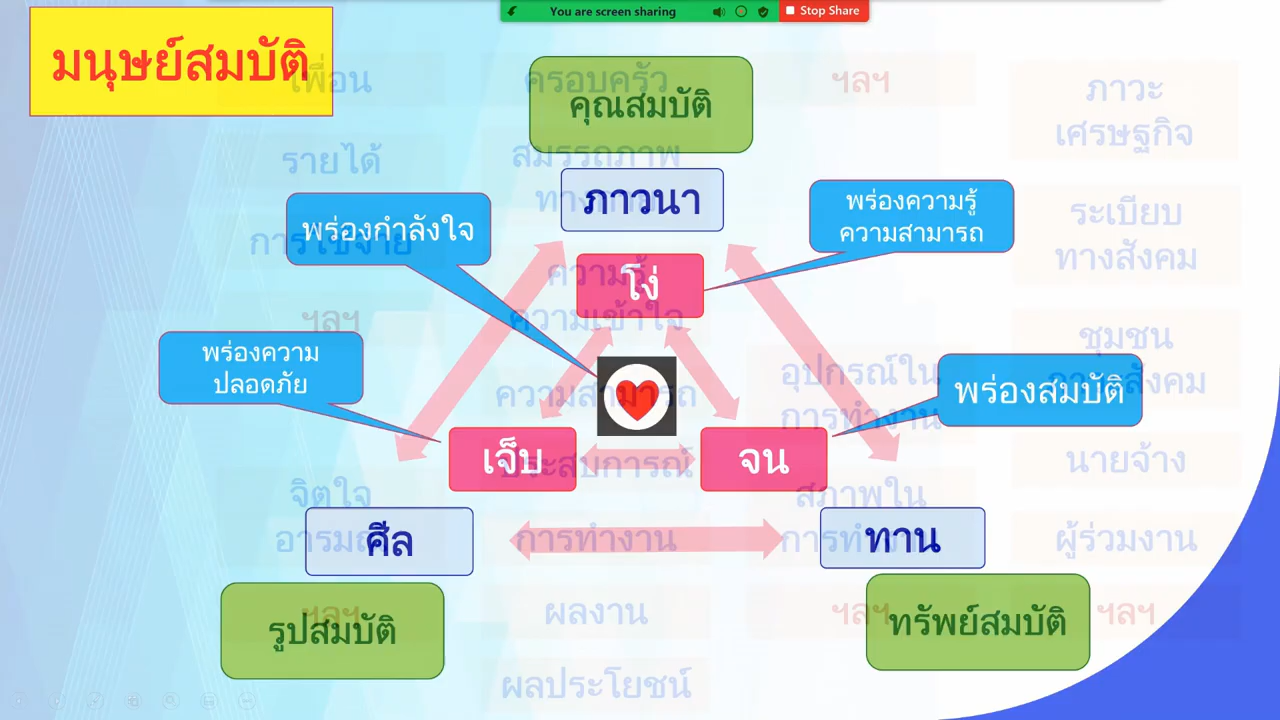 You are screen sharing
Stop Share
มนุษย์สมบัติ
เพื่อน
ครอบครัว
ฯลฯ
ภาวะ
เศรษฐกิจ
คุณสมบัติ
รายได้
สมรรถภาพ
ภาวนา
พร่องกำลังใจ
พร่องความรู้
ความสามารถ
ระเบียบ
ทางสังคม
การใช้จ่าย
ความรู้
ความเข้าใจ
โง่
ฯลฯ
ชุมชน
พร่องความ
ปลอดภัย
ความสามารถ
อุปกรณ์ใน
การทำงาน
พร่องสมบัติ
เจ็บ
ประสบการณ์
จน
นายจ้าง
จิตใจ
สภาพใน
ศีล
การทำงาน
ทาน
ผู้ร่วมงาน
รูปสมบัติ
ฯลฯ
ผลงาน
ฯลฯ
ทรัพย์สมบัติ
ฯลฯ
ผลประโยชน์